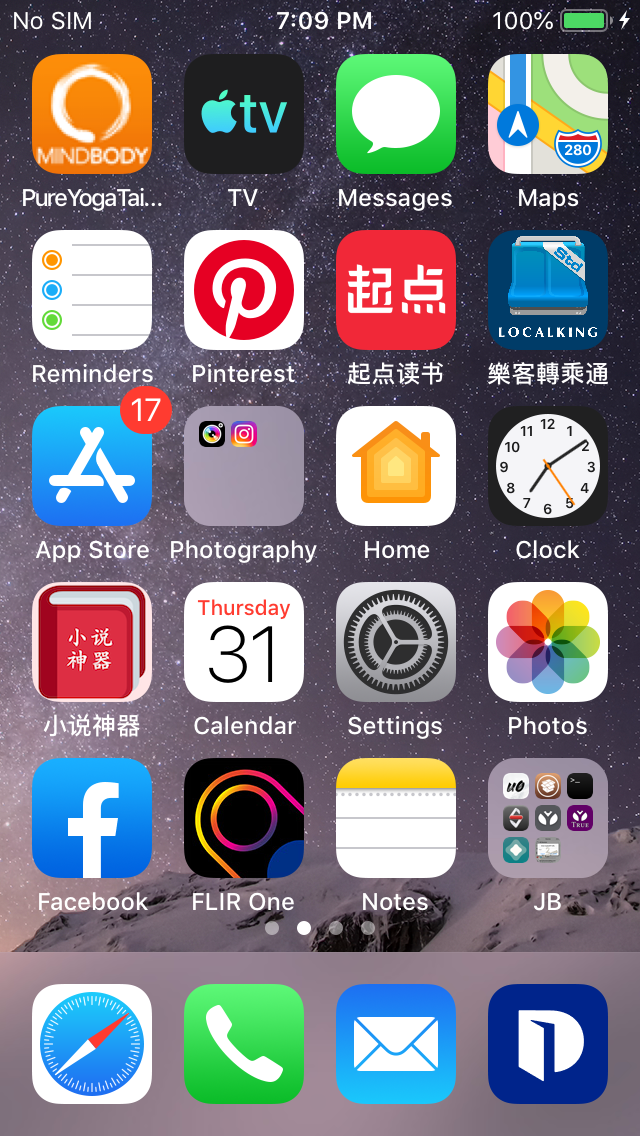 No SIM 7:09 PM 100%
MINDBODY
tv
280
PureYogaTai... TV Messages Maps
起点
Std
LOCALKING
Reminders Pinterest 起点读书 樂客轉乘通
17
12
11 1
10 2
9 3
8 4
7 5
6
App Store Photography Home Clock
小说
神器
Thursday
31
小说神器 Calendar Settings Photos
u0
>_
TRUE
Facebook FLIR One Notes JB